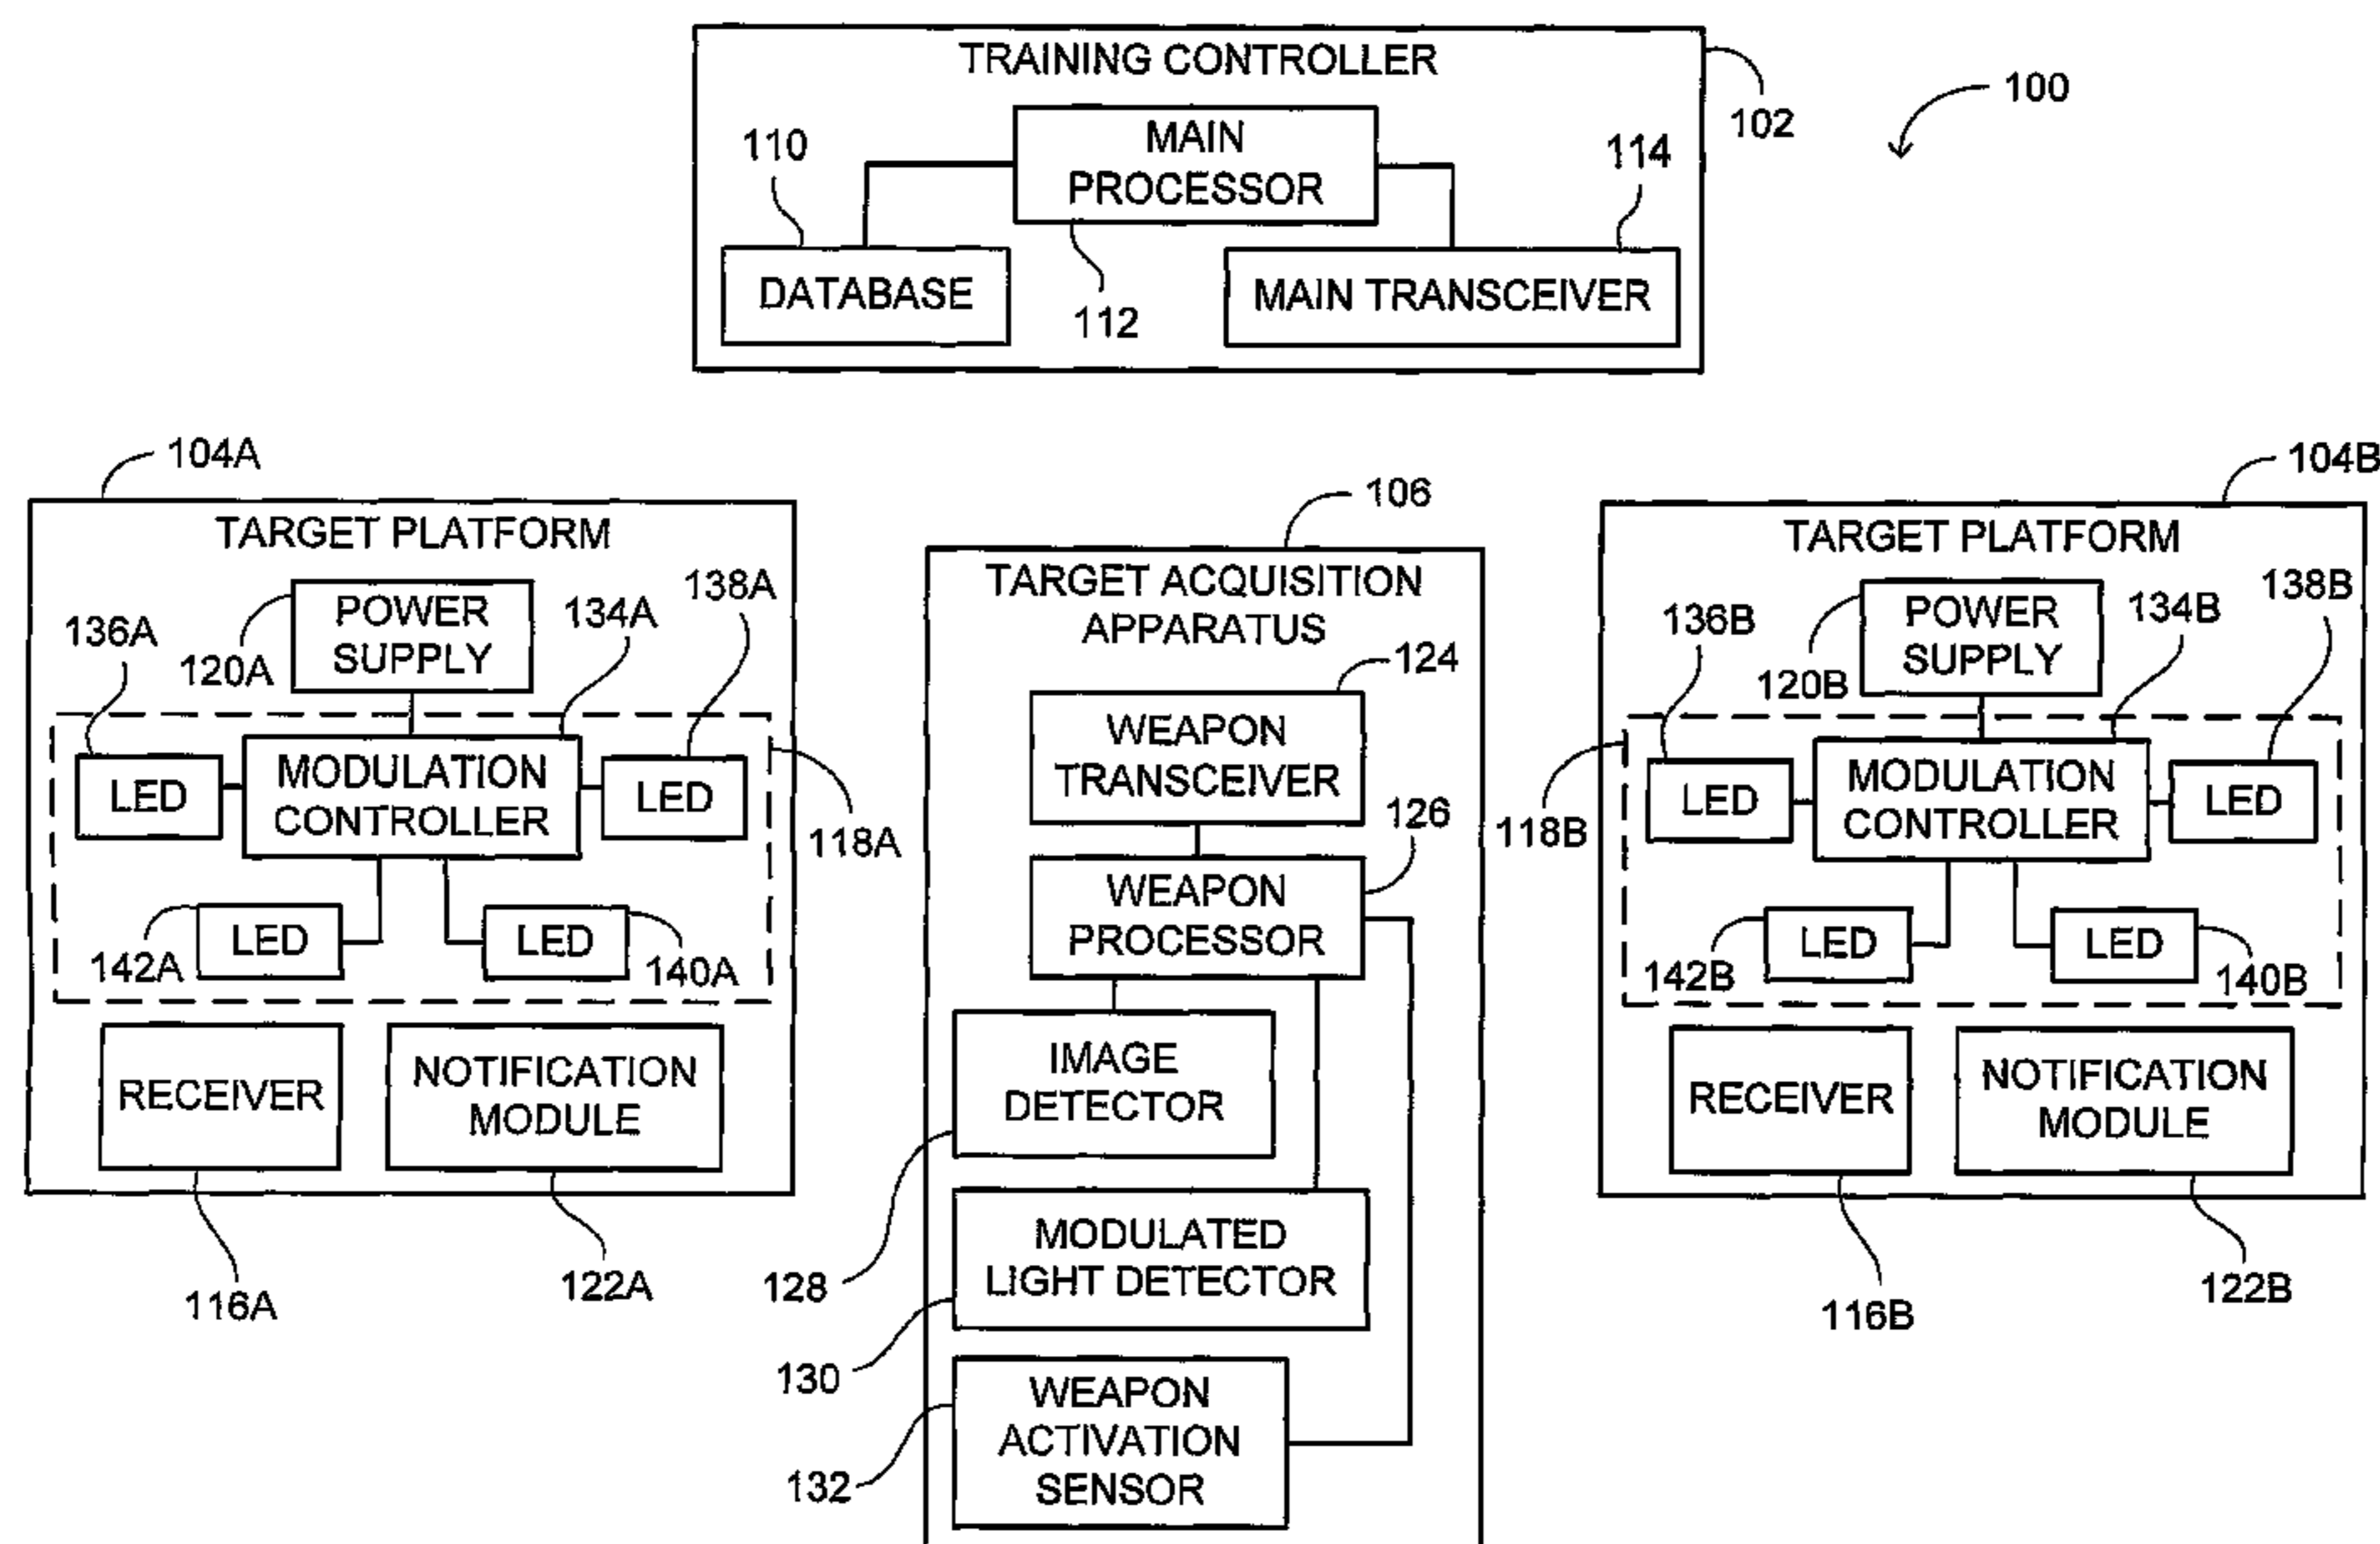 TRAINING CONTROLLER
102
100
110
MAIN
PROCESSOR
114
DATABASE
112
MAIN TRANSCEIVER
104A
TARGET PLATFORM
POWER
SUPPLY
120A
134A
138A
136A
LED
MODULATION
CONTROLLER
LED
118A
142A
LED
LED
140A
RECEIVER
NOTIFICATION
MODULE
116A
122A
106
TARGET ACQUISITION
APPARATUS
124
WEAPON
TRANSCEIVER
126
WEAPON
PROCESSOR
IMAGE
DETECTOR
128
MODULATED
LIGHT DETECTOR
130
WEAPON
ACTIVATION
SENSOR
132
104B
TARGET PLATFORM
POWER
SUPPLY
120B
134B
138B
136B
LED
MODULATION
CONTROLLER
LED
118B
142B
LED
LED
140B
RECEIVER
NOTIFICATION
MODULE
116B
122B